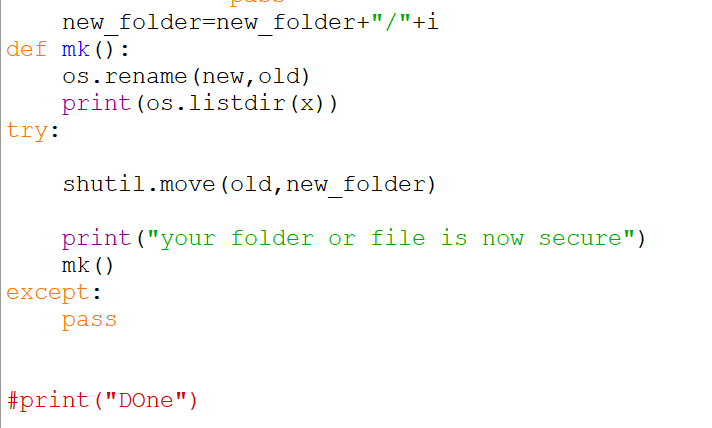 pass
new_folder=new_folder+"/"+i
def mk():
os.rename(new,old)
print(os.listdir(x))
try:
shutil.move(old,new_folder)
print("your folder or file is now secure")
mk()
except:
pass
#print("DOne")